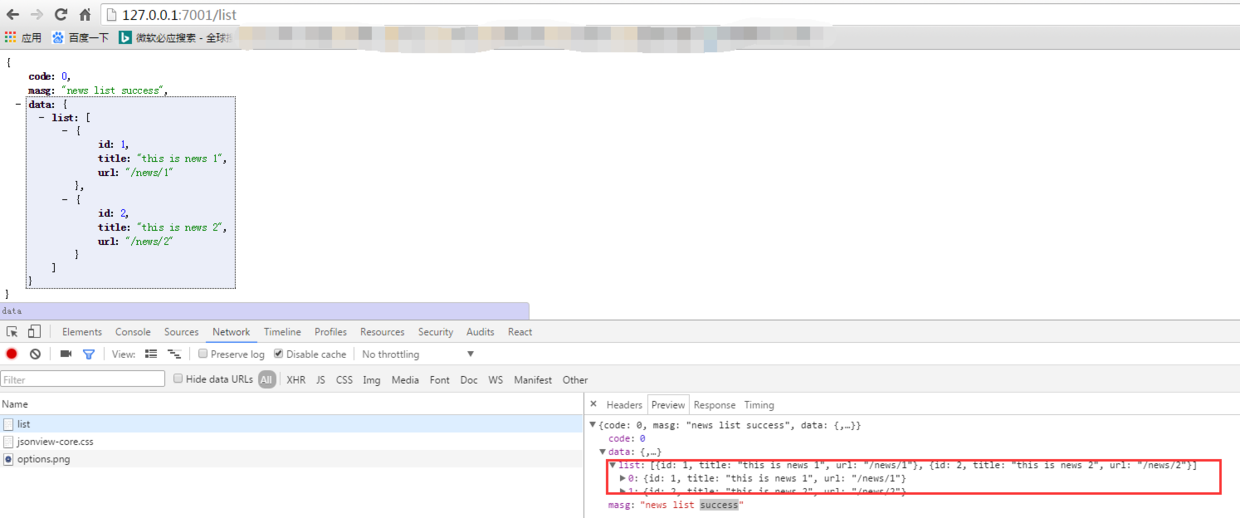 127.0.0.1:7001/list
应用 百度一下 微软必应搜索 - 全球搜
{
code: 0,
masg: "news list success",
- data: {
- list: [
- {
id: 1,
title: "this is news 1",
url: "/news/1"
},
- {
id: 2,
title: "this is news 2",
url: "/news/2"
}
]
}
}
data
Elements Console Sources Network Timeline Profiles Resources Security Audits React
View: Preserve log Disable cache No throttling
Filter Hide data URLs All XHR JS CSS Img Media Font Doc WS Manifest Other
Name
list
jsonview-core.css
options.png
× Headers Preview Response Timing
▼{code: 0, masg: "news list success", data: {,…}}
code: 0
▼data: {,…}
▼list: [{id: 1, title: "this is news 1", url: "/news/1"}, {id: 2, title: "this is news 2", url: "/news/2"}]
▶0: {id: 1, title: "this is news 1", url: "/news/1"}
▶1: {id: 2, title: "this is news 2", url: "/news/2"}
masg: "news list success"